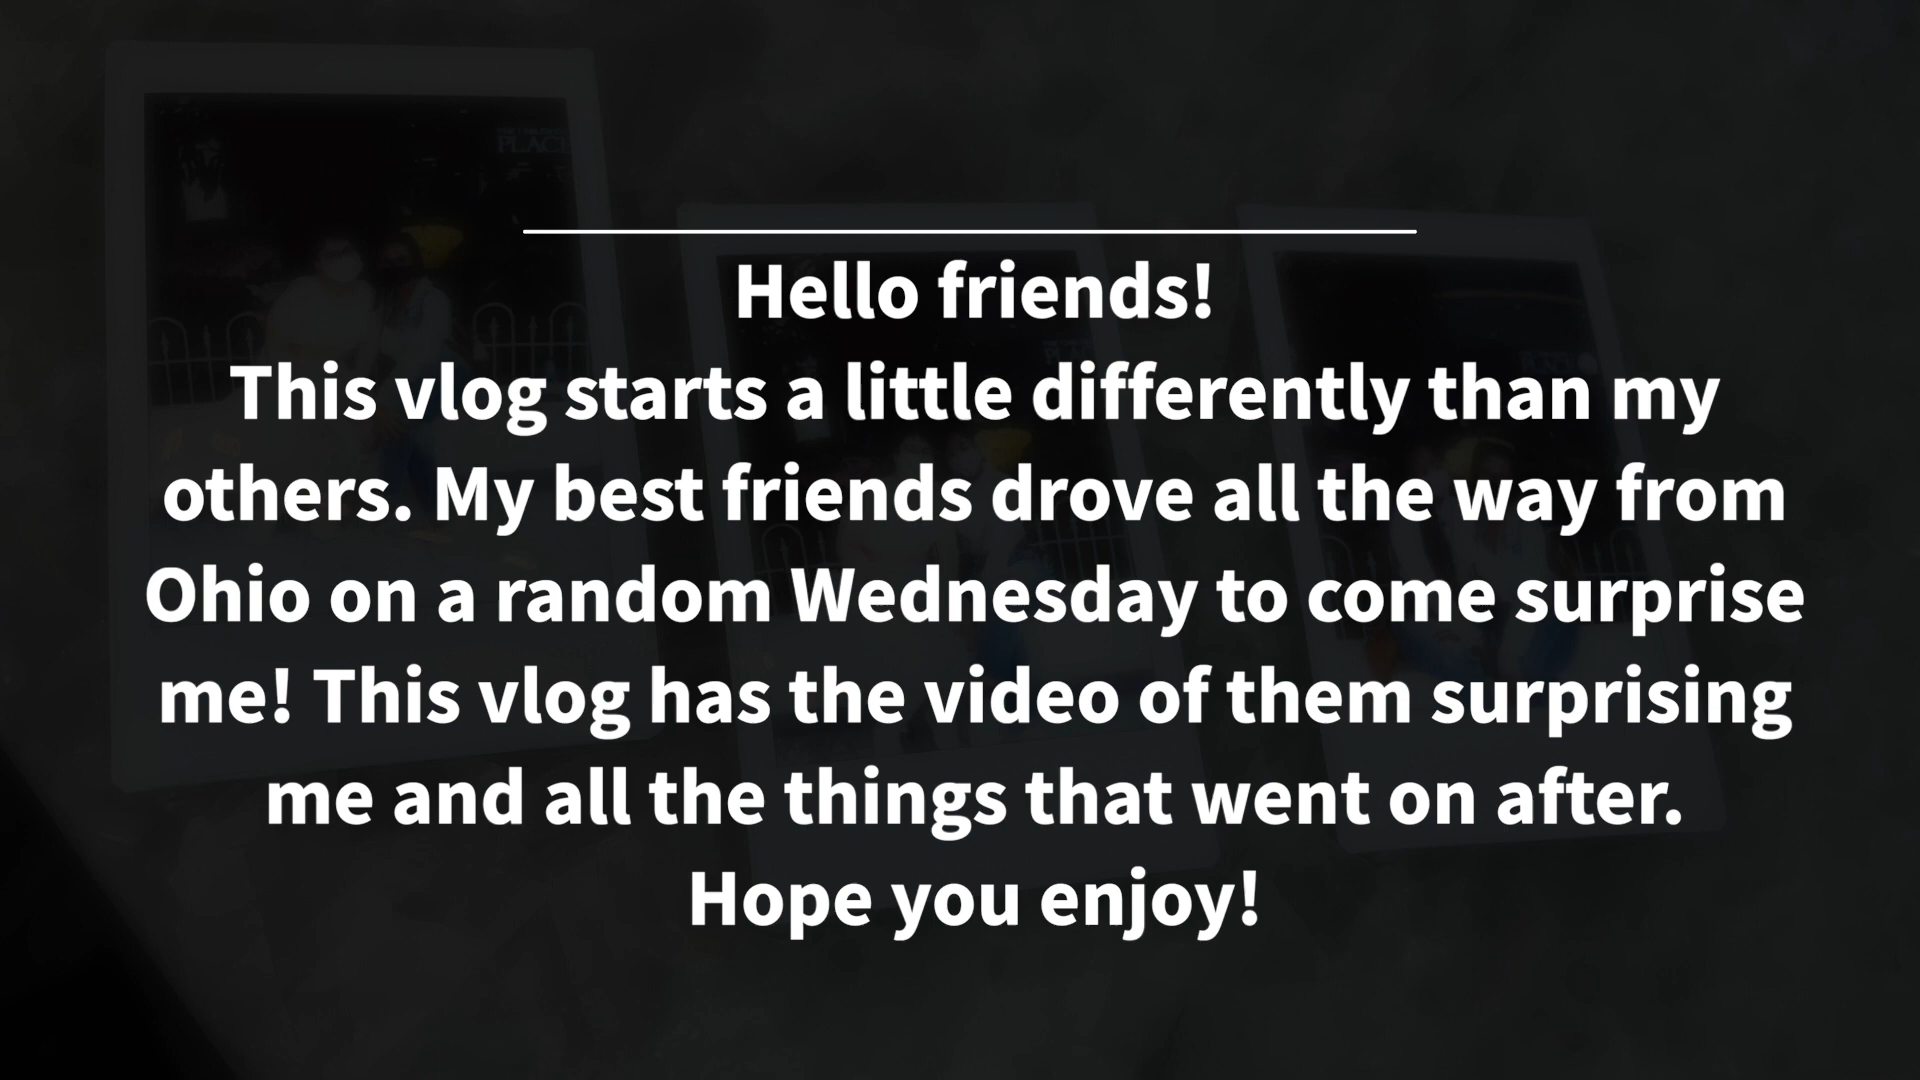 PLACE
Hello friends!
This vlog starts a little differently than my
others. My best friends drove all the way from
Ohio on a random Wednesday to come surprise
me! This vlog has the video of them surprising
me and all the things that went on after.
Hope you enjoy!